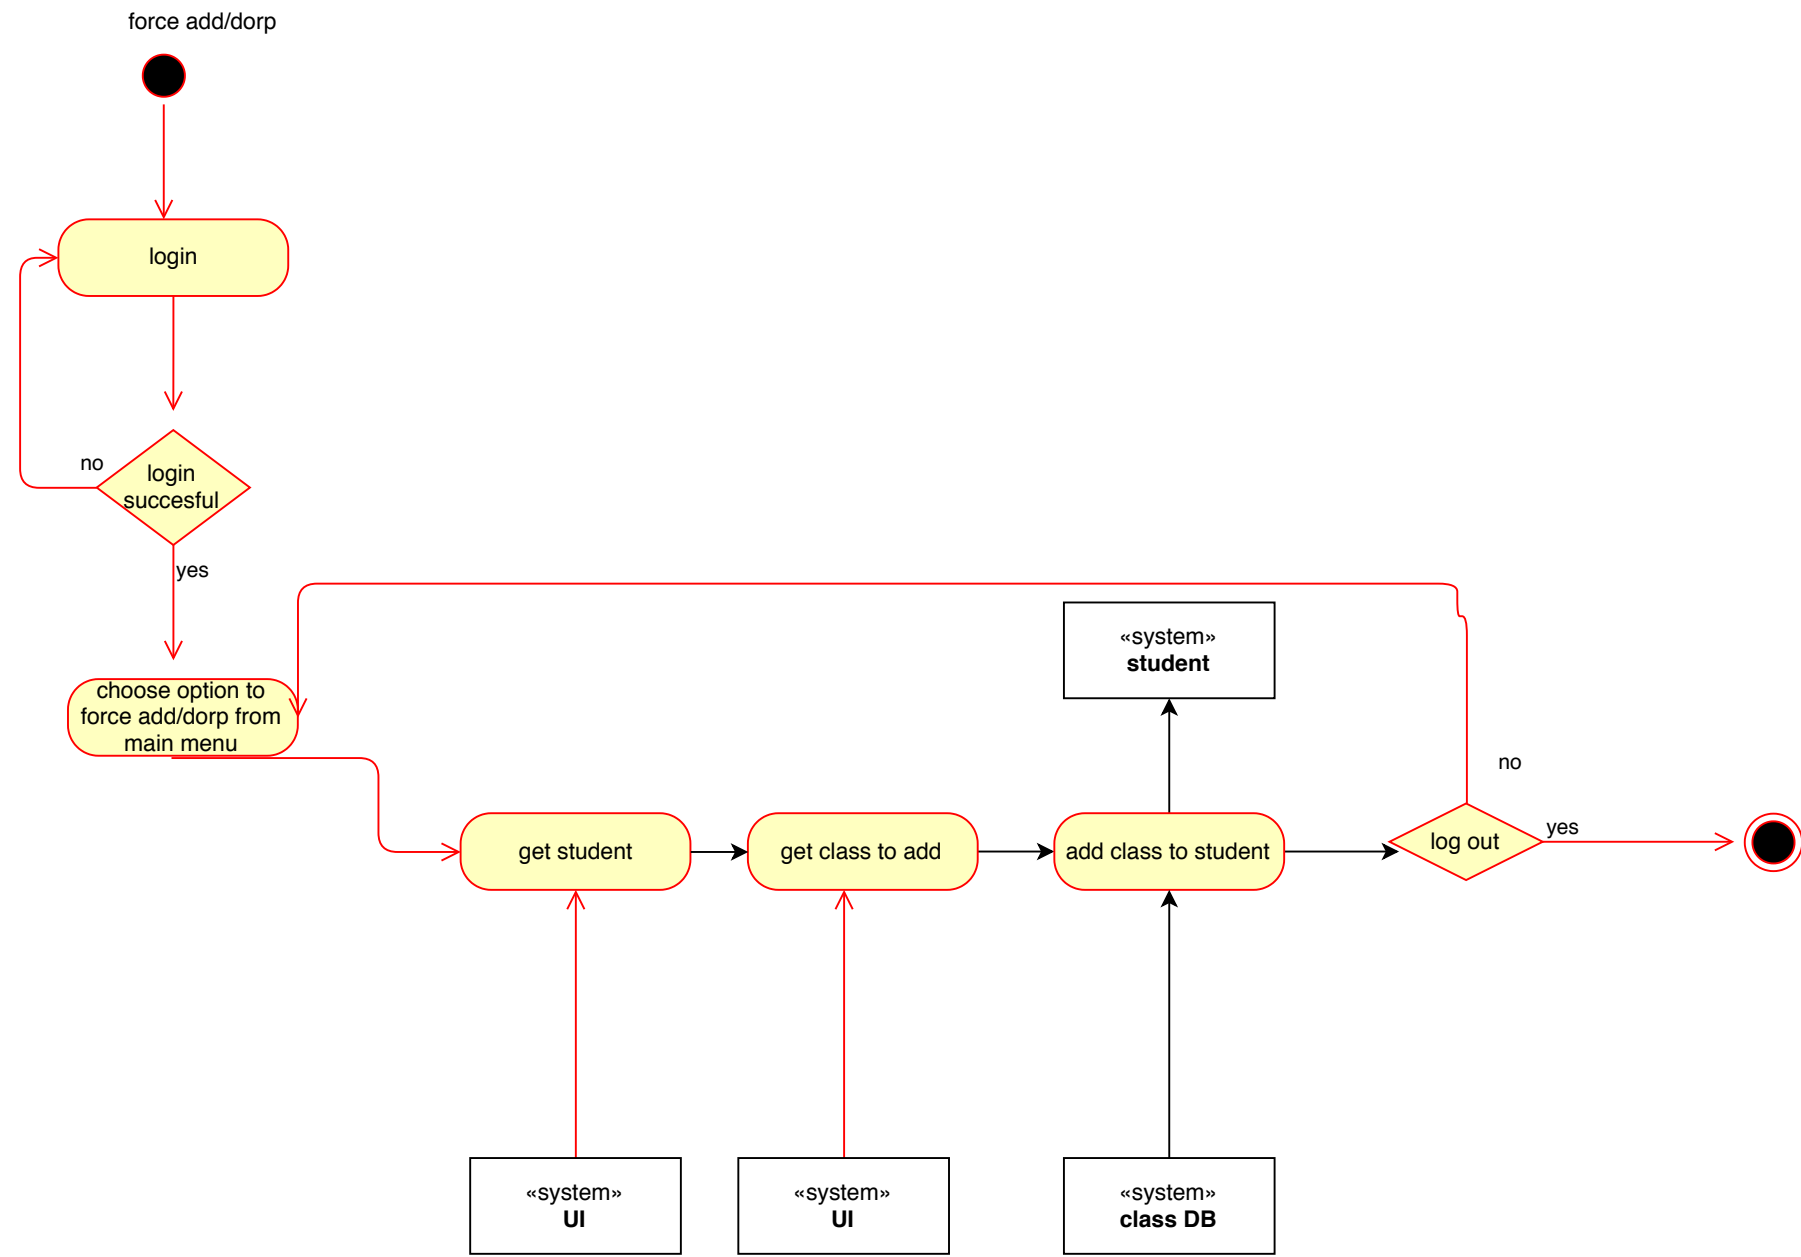 force add/dorp
login
no
login
succesful
yes
choose option to
force add/dorp from
main menu
«system»
student
no
get student
get class to add
add class to student
log out
yes
«system»
UI
«system»
UI
«system»
class DB